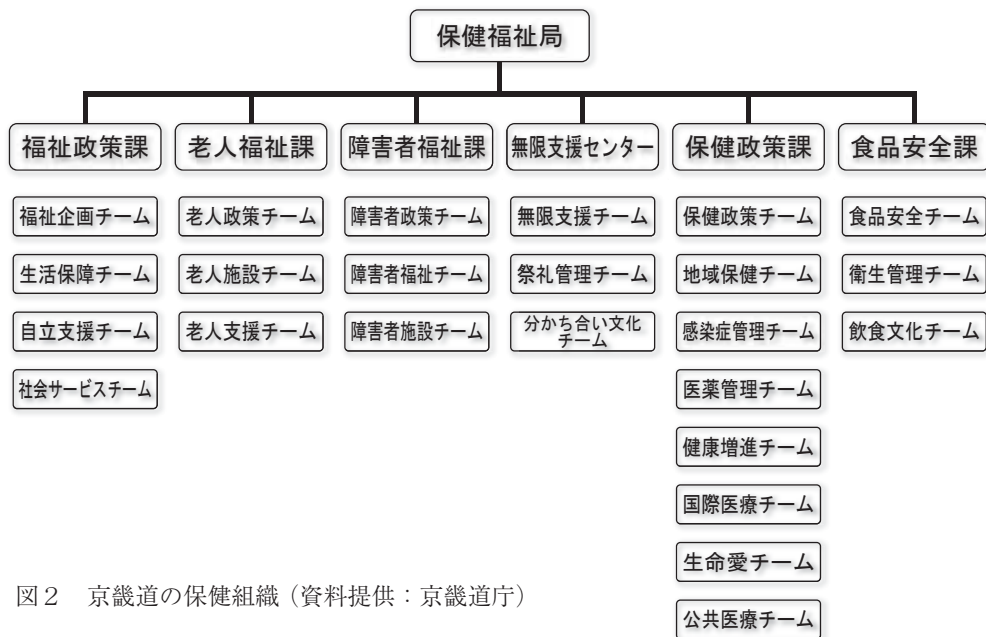 保健福祉局
福祉政策課
老人福祉課
障害者福祉課
無限支援センター
保健政策課
食品安全課
福祉企画チーム
生活保障チーム
自立支援チーム
社会サービスチーム
老人政策チーム
老人施設チーム
老人支援チーム
障害者政策チーム
障害者福祉チーム
障害者施設チーム
無限支援チーム
祭礼管理チーム
分かち合い文化
チーム
保健政策チーム
地域保健チーム
感染症管理チーム
医薬管理チーム
健康増進チーム
国際医療チーム
生命愛チーム
公共医療チーム
食品安全チーム
衛生管理チーム
飲食文化チーム
図2 京畿道の保健組織（資料提供：京畿道庁）